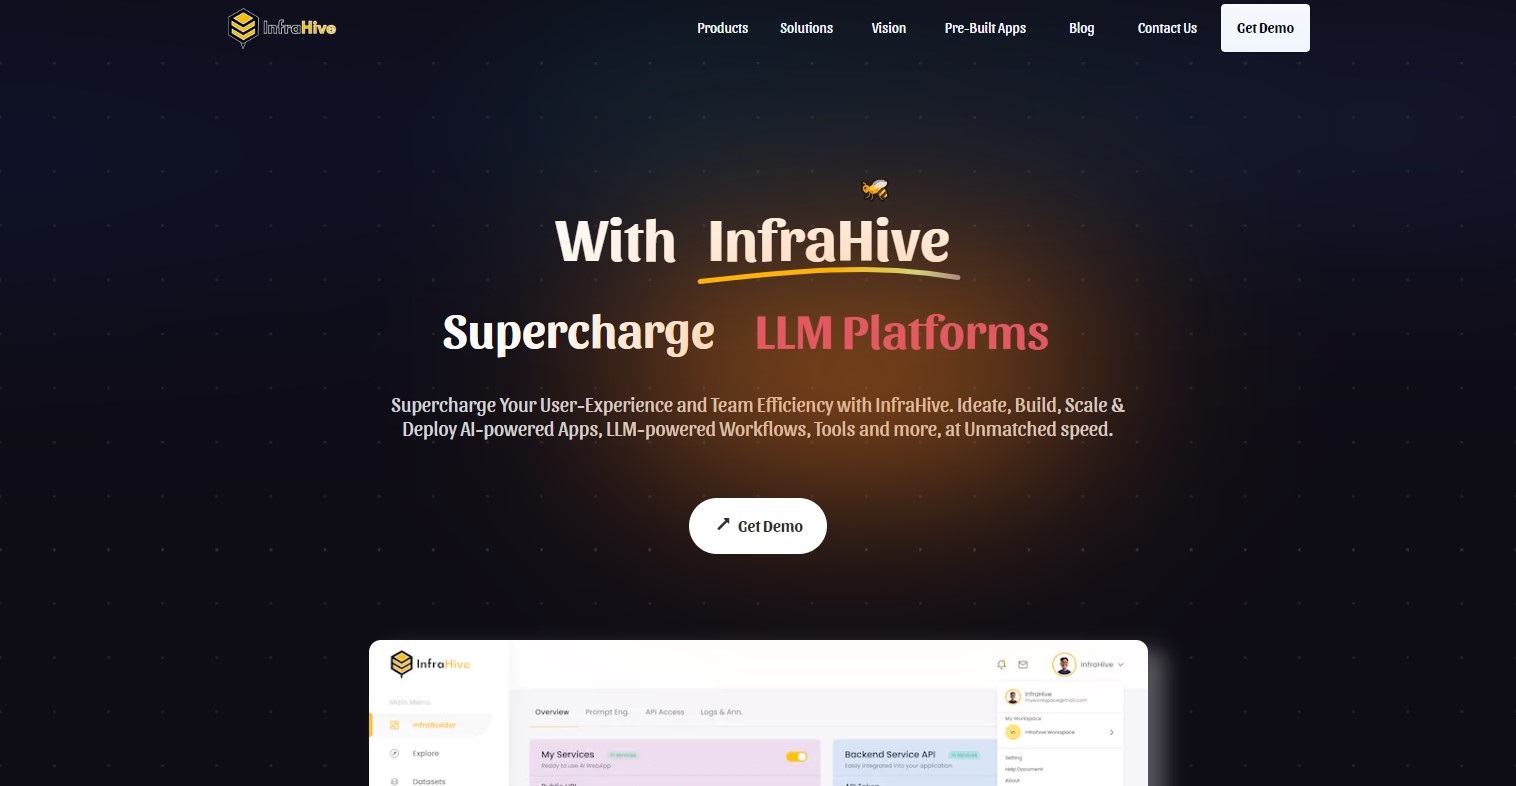 InfraHive
Products Solutions Vision Pre-Built Apps Blog Contact Us Get Demo
With InfraHive
Supercharge LLM Platforms
Supercharge Your User-Experience and Team Efficiency with InfraHive. Ideate, Build, Scale &
Deploy AI-powered Apps, LLM-powered Workflows, Tools and more, at Unmatched speed.
Get Demo
InfraHive
InfraHive
Main Menu
InfraHive
Overview Prompt Eng. API Access Logs & Ann.
My Workspace
InfraBuilder
InfraHive Workspace
Explore
My Services
Backend Service API
Ready to use AI WebApp
Easily integrated into your application
Setting
Help Document
Datasets
About